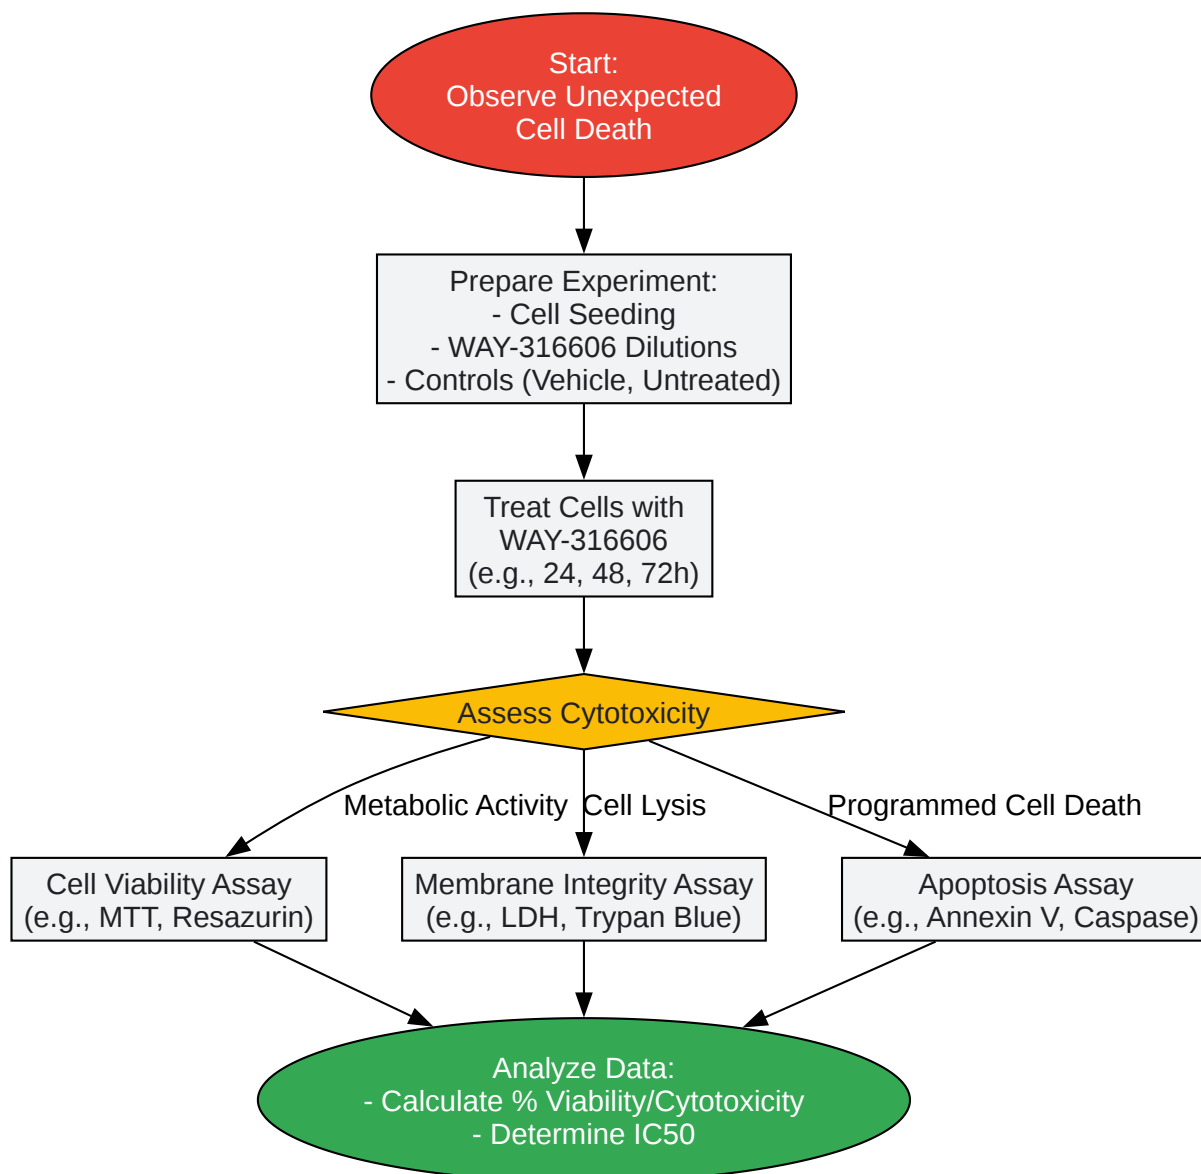 Start:
Observe Unexpected
Cell Death
Prepare Experiment:
- Cell Seeding
- WAY-316606 Dilutions
- Controls (Vehicle, Untreated)
Treat Cells with
WAY-316606
(e.g., 24, 48, 72h)
Assess Cytotoxicity
Metabolic Activity
Cell Lysis
Programmed Cell Death
Cell Viability Assay
(e.g., MTT, Resazurin)
Membrane Integrity Assay
(e.g., LDH, Trypan Blue)
Apoptosis Assay
(e.g., Annexin V, Caspase)
Analyze Data:
- Calculate % Viability/Cytotoxicity
- Determine IC50